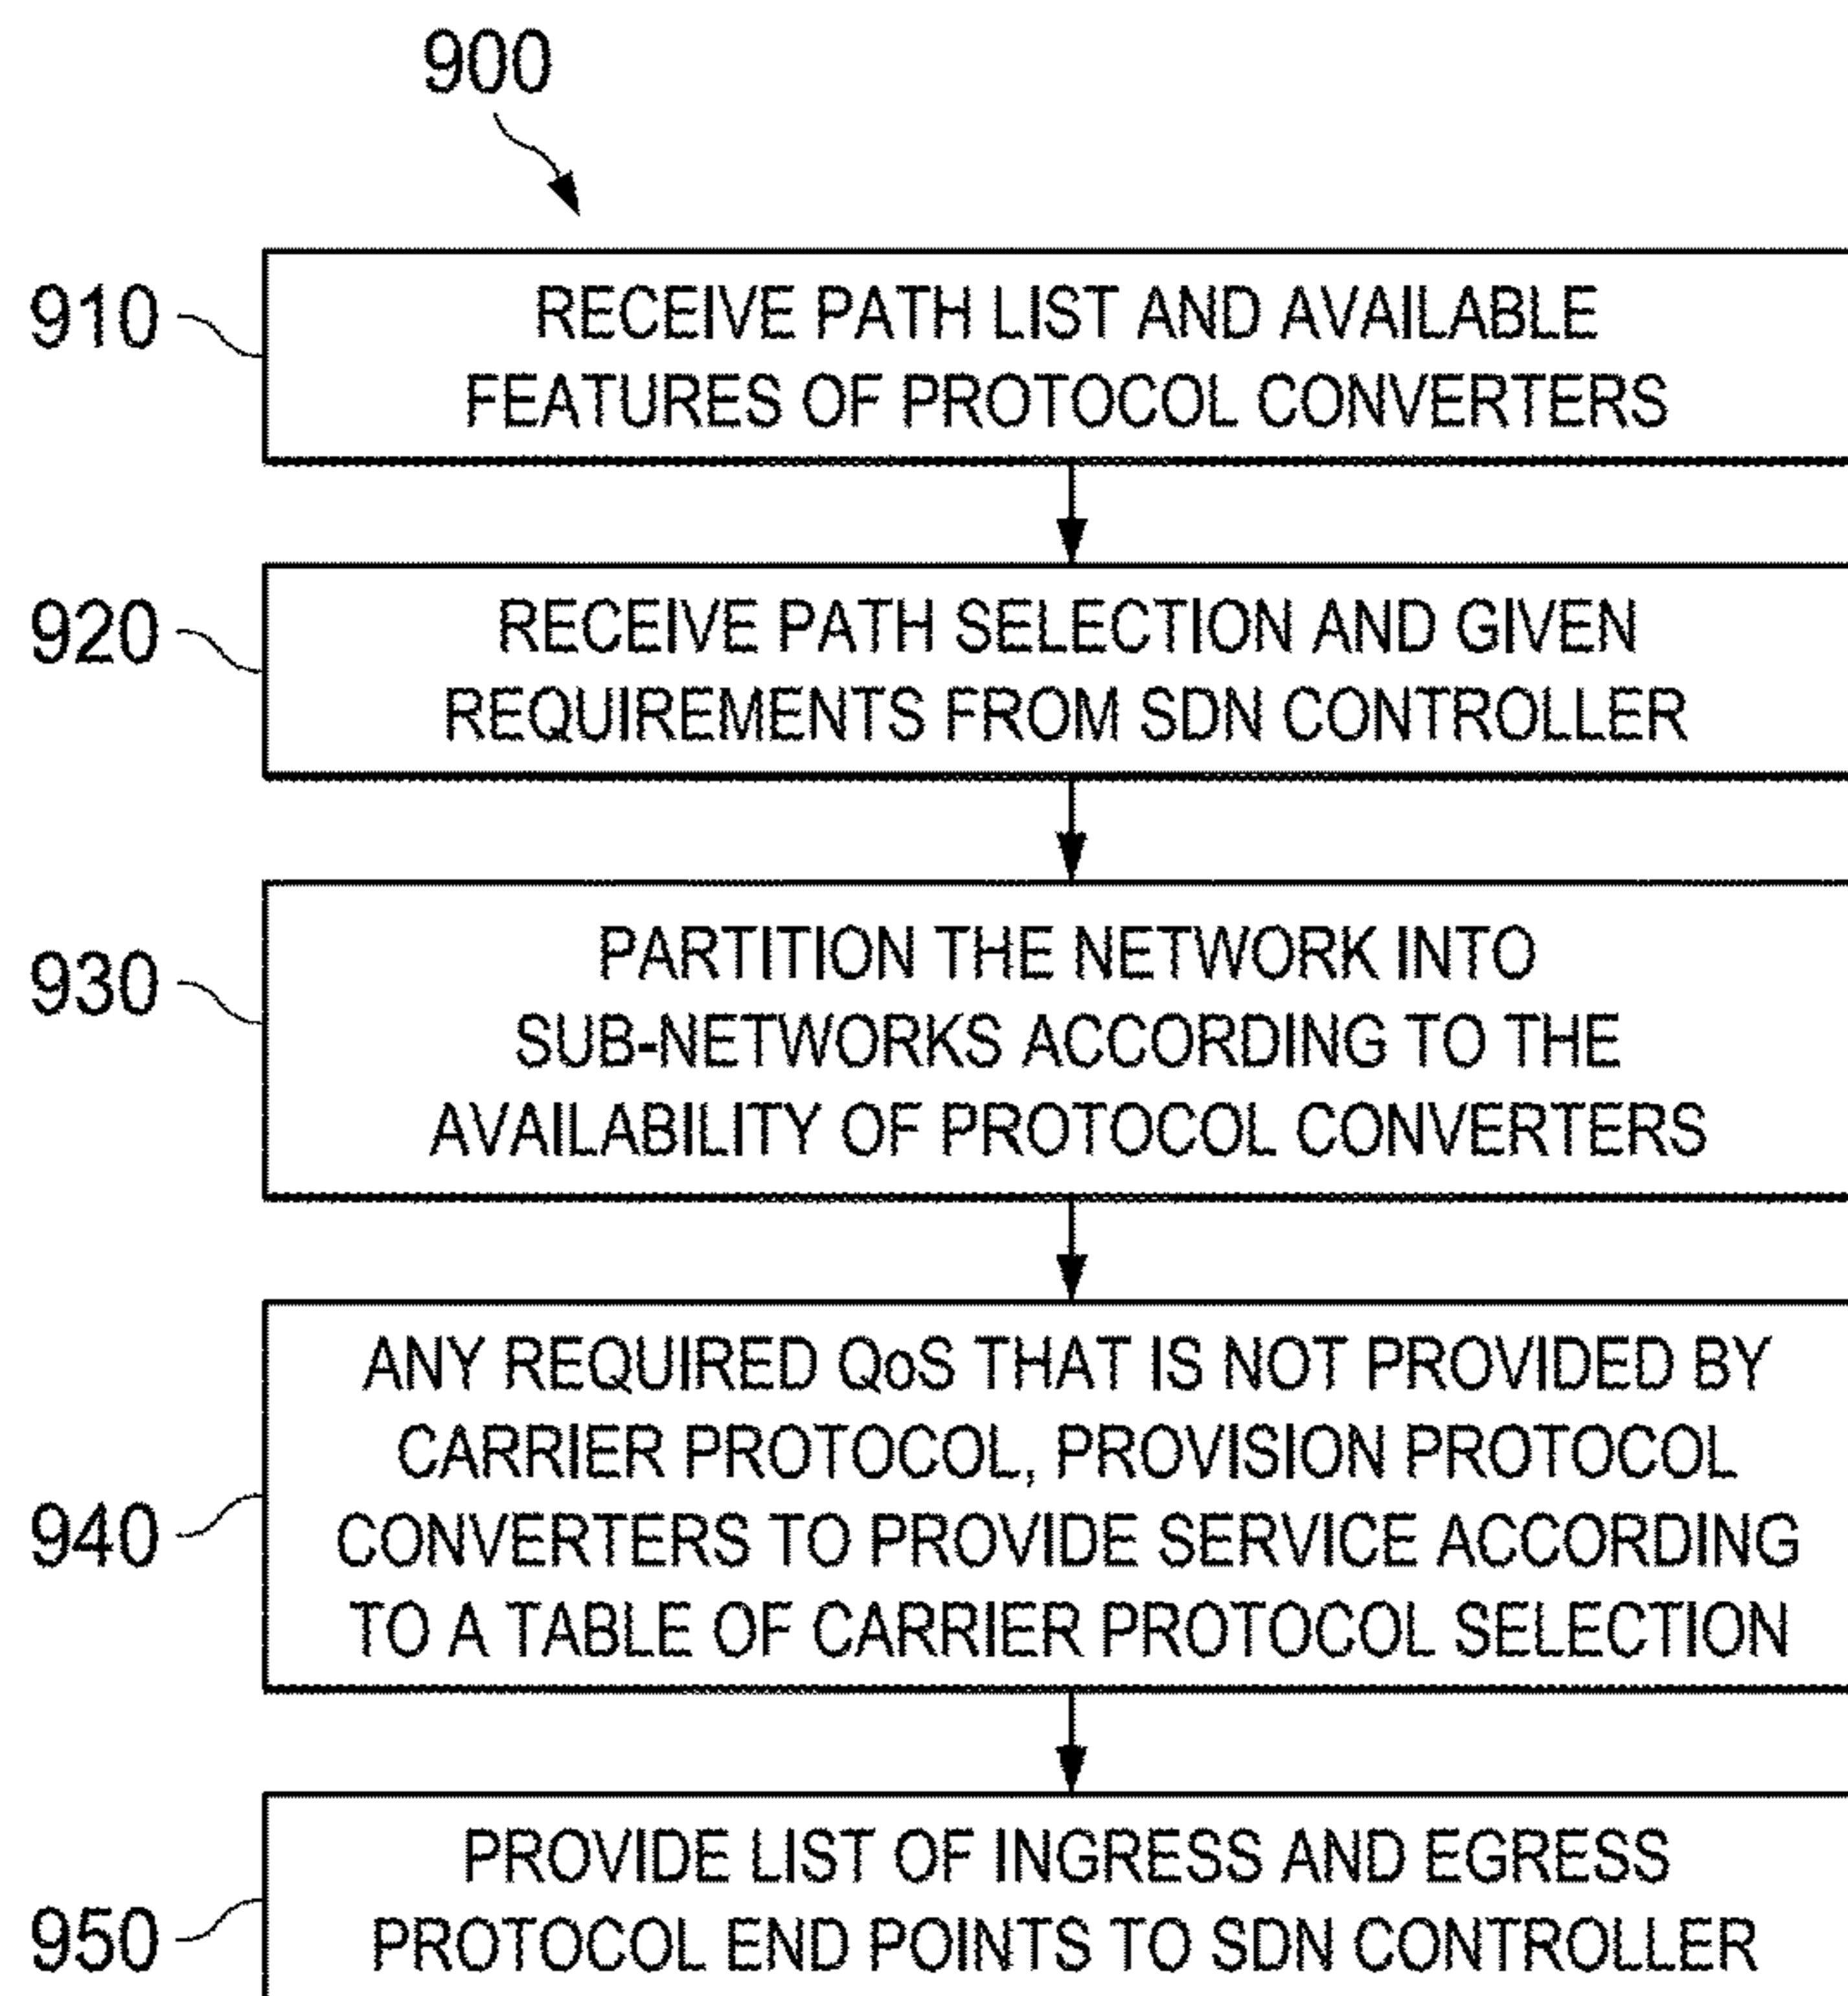 900
910
RECEIVE PATH LIST AND AVAILABLE
FEATURES OF PROTOCOL CONVERTERS
920
RECEIVE PATH SELECTION AND GIVEN
REQUIREMENTS FROM SDN CONTROLLER
930
PARTITION THE NETWORK INTO
SUB-NETWORKS ACCORDING TO THE
AVAILABILITY OF PROTOCOL CONVERTERS
940
ANY REQUIRED QoS THAT IS NOT PROVIDED BY
CARRIER PROTOCOL, PROVISION PROTOCOL
CONVERTERS TO PROVIDE SERVICE ACCORDING
TO A TABLE OF CARRIER PROTOCOL SELECTION
950
PROVIDE LIST OF INGRESS AND EGRESS
PROTOCOL END POINTS TO SDN CONTROLLER